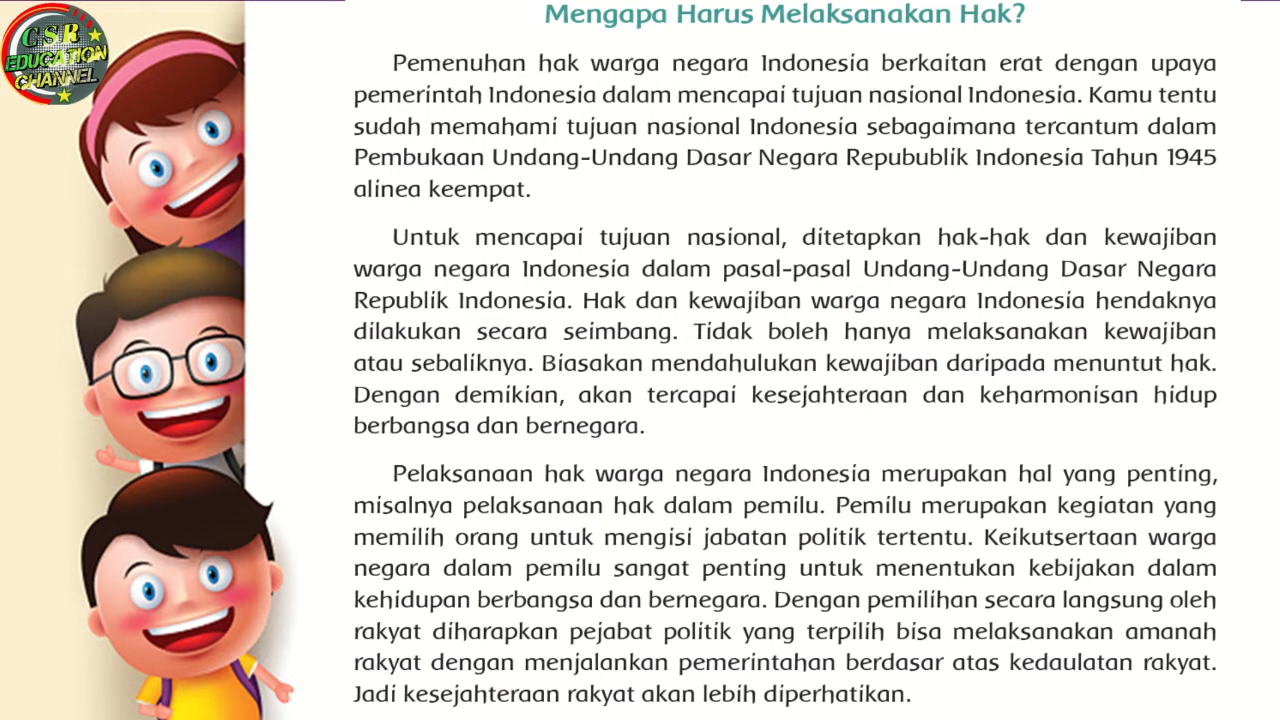 CSR
EDUCATION
CHANNEL
Mengapa Harus Melaksanakan Hak?
Pemenuhan hak warga negara Indonesia berkaitan erat dengan upaya
pemerintah Indonesia dalam mencapai tujuan nasional Indonesia. Kamu tentu
sudah memahami tujuan nasional Indonesia sebagaimana tercantum dalam
Pembukaan Undang-Undang Dasar Negara Repubublik Indonesia Tahun 1945
alinea keempat.
Untuk mencapai tujuan nasional, ditetapkan hak-hak dan kewajiban
warga negara Indonesia dalam pasal-pasal Undang-Undang Dasar Negara
Republik Indonesia. Hak dan kewajiban warga negara Indonesia hendaknya
dilakukan secara seimbang. Tidak boleh hanya melaksanakan kewajiban
atau sebaliknya. Biasakan mendahulukan kewajiban daripada menuntut hak.
Dengan demikian, akan tercapai kesejahteraan dan keharmonisan hidup
berbangsa dan bernegara.
Pelaksanaan hak warga negara Indonesia merupakan hal yang penting,
misalnya pelaksanaan hak dalam pemilu. Pemilu merupakan kegiatan yang
memilih orang untuk mengisi jabatan politik tertentu. Keikutsertaan warga
negara dalam pemilu sangat penting untuk menentukan kebijakan dalam
kehidupan berbangsa dan bernegara. Dengan pemilihan secara langsung oleh
rakyat diharapkan pejabat politik yang terpilih bisa melaksanakan amanah
rakyat dengan menjalankan pemerintahan berdasar atas kedaulatan rakyat.
Jadi kesejahteraan rakyat akan lebih diperhatikan.